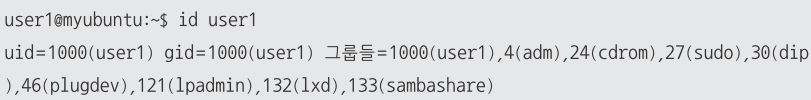 user1@myubuntu:~$ id user1
uid=1000(user1) gid=1000(user1) 그룹들=1000(user1),4(adm),24(cdrom),27(sudo),30(dip
),46(plugdev),121(lpadmin),132(lxd),133(sambashare)